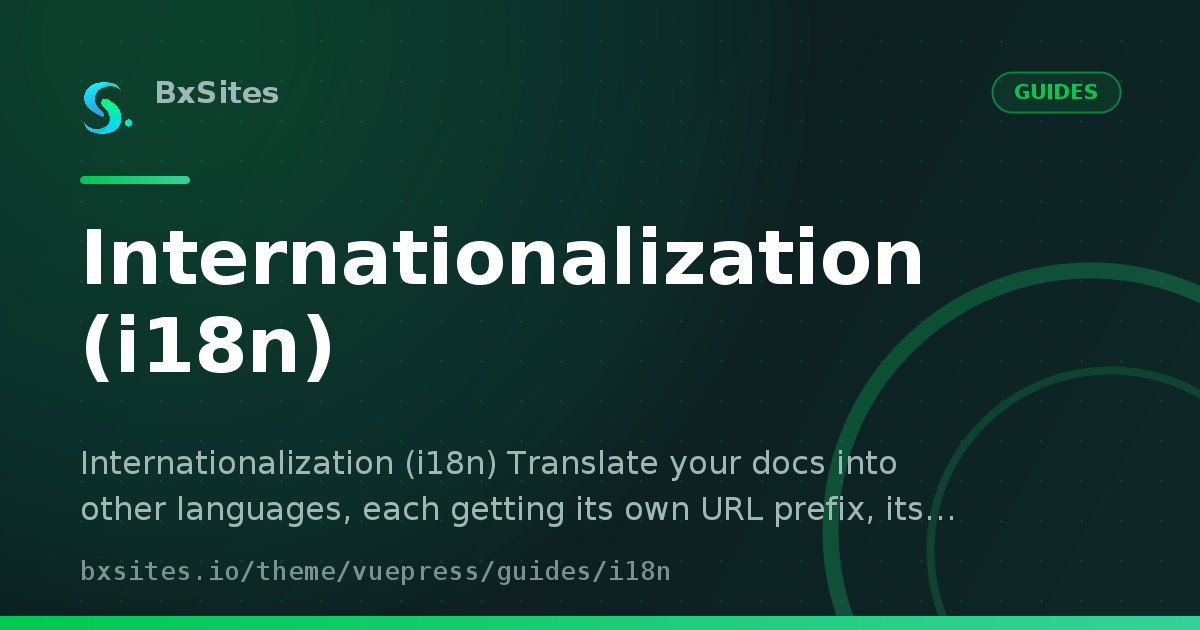 BxSites
GUIDES
Internationalization
(i18n)
Internationalization (i18n) Translate your docs into
other languages, each getting its own URL prefix, its…
bxsites.io/theme/vuepress/guides/i18n